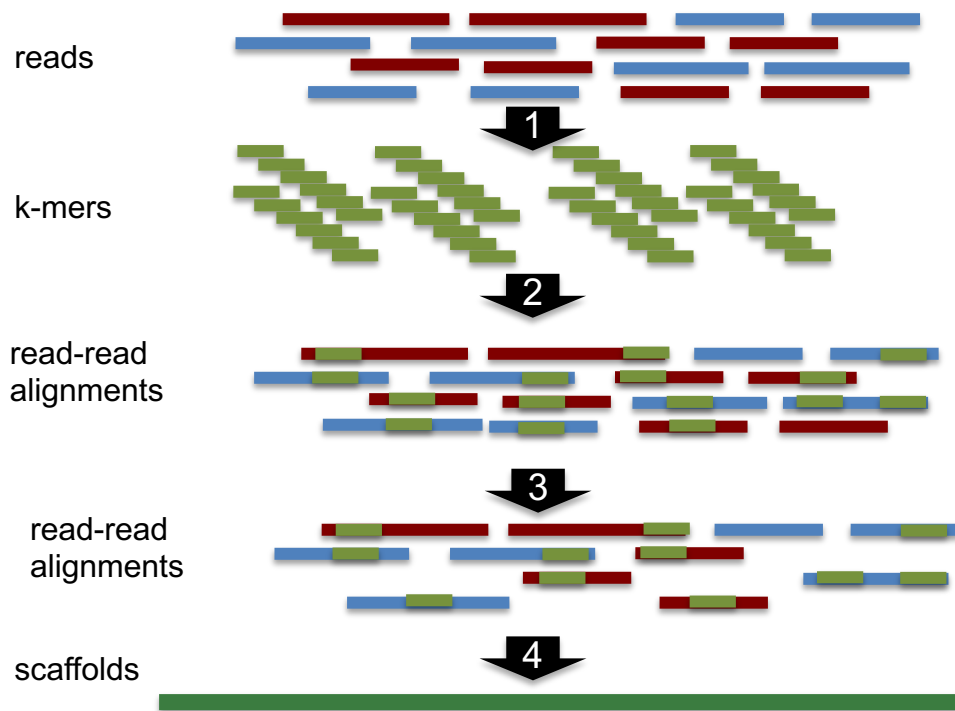 reads
1
k-mers
2
read-read
alignments
3
read-read
alignments
4
scaffolds